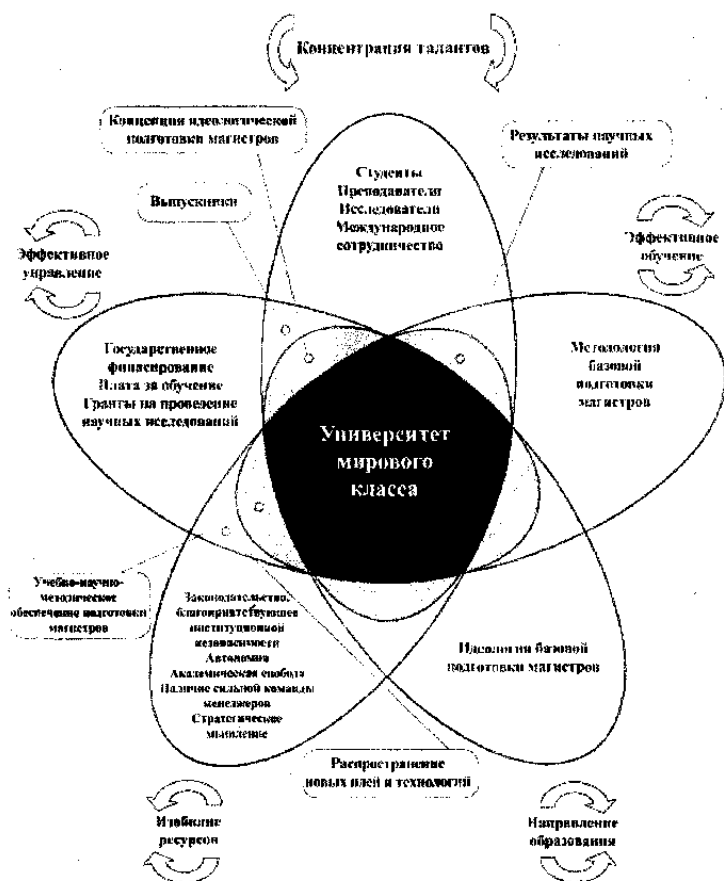 Концентрация талантов
Концепция идеологической
подготовки магистров
Результаты научных
исследований
Студенты
Преподаватели
Исследователи
Международное
сотрудничество
Выпускники
Эффективное
управление
Эффективное
обучение
Государственное
финасирование
Плата за обучение
Гранты на проведение
научных исследований
Методология
базовой
подготовки
магистров
Университет
мирового
класса
Учебно-научно-
методическое
обеспечение подготовки
магистров
Законодательство,
благоприятствующее
институционной
независимости
Автономия
Академическая свобода
Наличие сильной команды
менеджеров
Стратегическое
мышление
Идеология базовой
подготовки магистров
Распространение
новых идей и технологий
Изобилие
ресурсов
Направление
образования